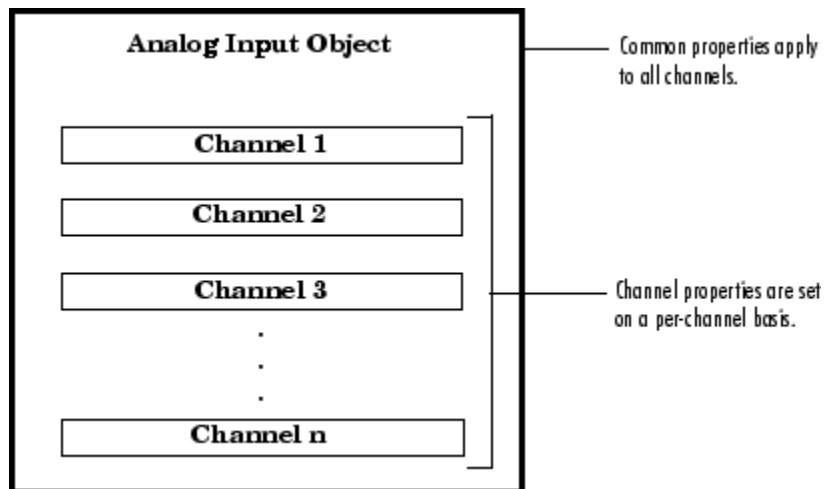 Analog Input Object
Common properties apply
to all channels.
Channel 1
Channel 2
Channel 3
Channel properties are set
on a per-channel basis.
.
.
.
Channel n